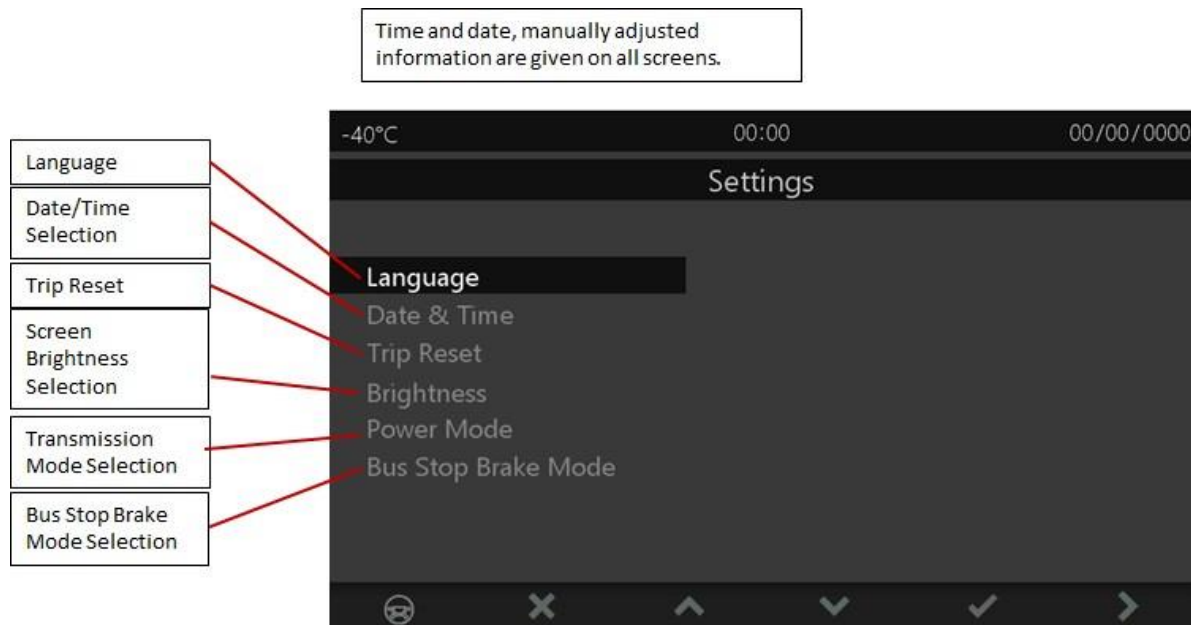 Time and date, manually adjusted
information are given on all screens.
-40°C 00:00 00/00/0000
Settings
Language
Date/Time
Selection
Trip Reset
Screen
Brightness
Selection
Transmission
Mode Selection
Bus Stop Brake
Mode Selection
Language
Date & Time
Trip Reset
Brightness
Power Mode
Bus Stop Brake Mode